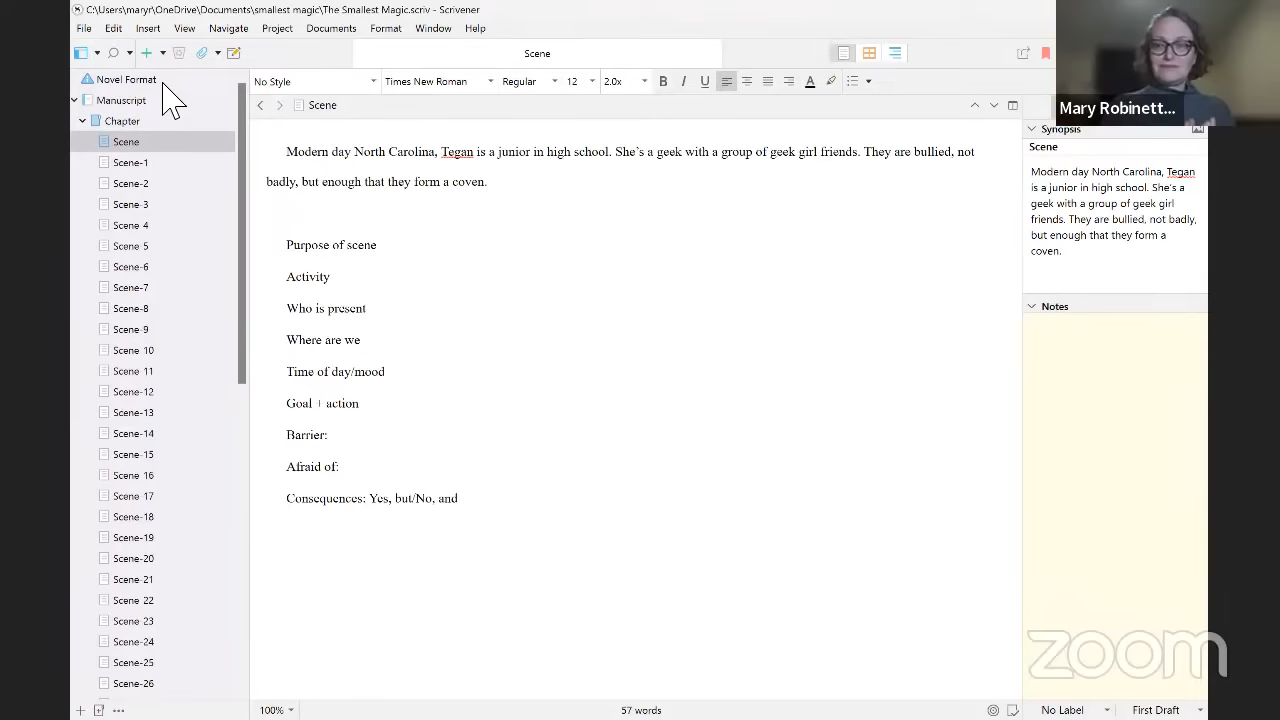 C:\Users\maryr\OneDrive\Documents\smallest magic\The Smallest Magic.scriv - Scrivener
File Edit Insert View Navigate Project Documents Format Window Help
Scene
No Style Times New Roman Regular 12 2.0x B I U A
Novel Format
Manuscript
Chapter
Scene
Scene-1
Scene-2
Scene-3
Scene 4
Scene 5
Scene-6
Scene-7
Scene-8
Scene-9
Scene 10
Scene 11
Scene-12
Scene-13
Scene-14
Scene-15
Scene 16
Scene-17
Scene-18
Scene-19
Scene-20
Scene-21
Scene 22
Scene 23
Scene-24
Scene-25
Scene-26
Scene
Modern day North Carolina, Tegan is a junior in high school. She's a geek with a group of geek girl friends. They are bullied, not
badly, but enough that they form a coven.
Purpose of scene
Activity
Who is present
Where are we
Time of day/mood
Goal + action
Barrier:
Afraid of:
Consequences: Yes, but/No, and
100%
57 words
Mary Robinett...
Synopsis
Scene
Modern day North Carolina, Tegan
is a junior in high school. She's a
geek with a group of geek girl
friends. They are bullied, not badly,
but enough that they form a
coven.
Notes
zoom
No Label First Draft